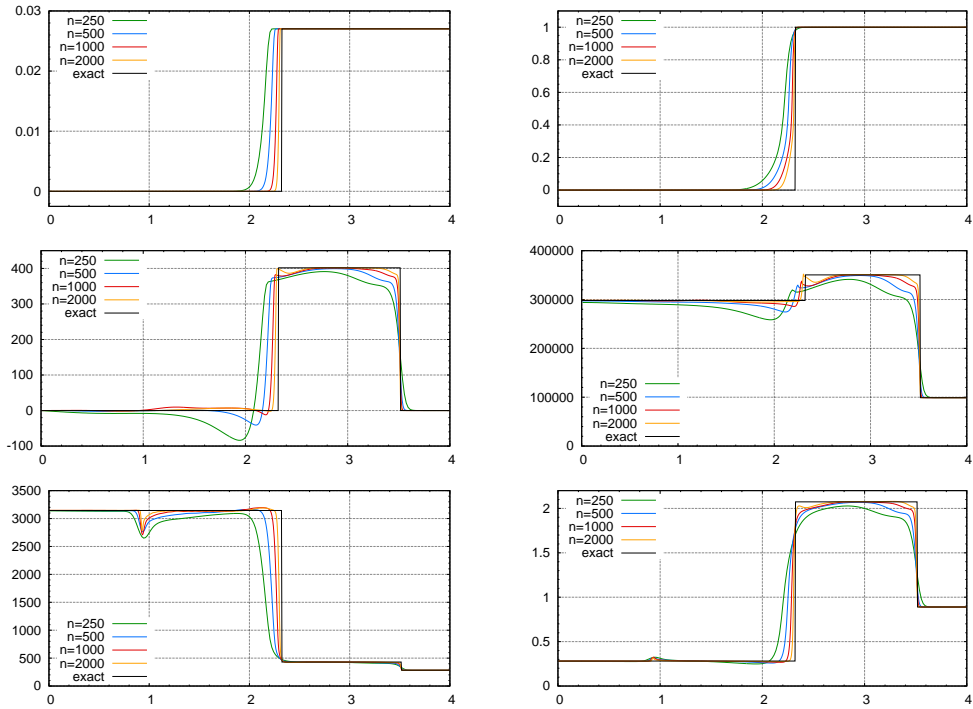 0.03
0.02
0.01
0
0 1 2 3 4
n=250
n=500
n=1000
n=2000
exact
1
0.8
0.6
0.4
0.2
0
0 1 2 3 4
n=250
n=500
n=1000
n=2000
exact
400
300
200
100
0
-100
0 1 2 3 4
n=250
n=500
n=1000
n=2000
exact
400000
300000
200000
100000
0
0 1 2 3 4
n=250
n=500
n=1000
n=2000
exact
3500
3000
2500
2000
1500
1000
500
0
0 1 2 3 4
n=250
n=500
n=1000
n=2000
exact
2
1.5
1
0.5
0
0 1 2 3 4
n=250
n=500
n=1000
n=2000
exact